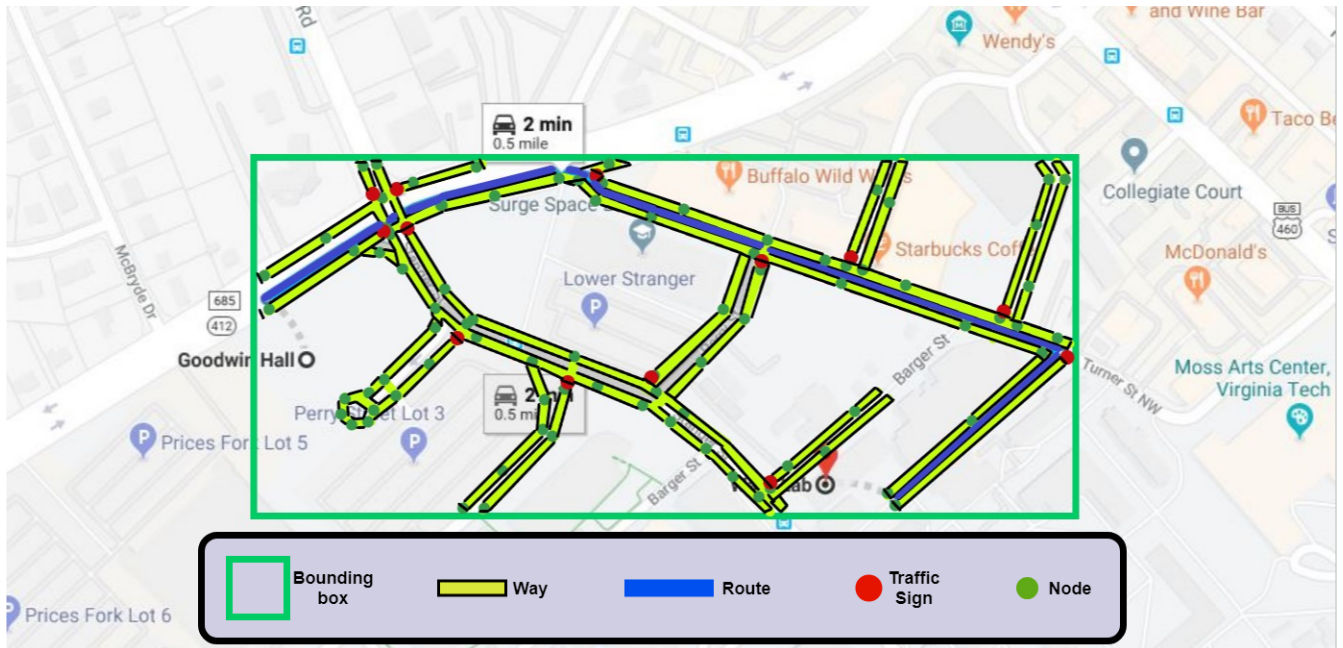 Rd
and Wine Bar
Wendy's
2 min
0.5 mile
Taco Be
Buffalo Wild W s
Collegiate Court
Surge Space
BUS
460
McBryde Dr
Starbucks Coff
McDonald's
Lower Stranger
685
412
Goodwin Hall
Barger St
Turner St NW
Moss Arts Center,
Virginia Tech
2
0.5 mi
Perry Street Lot 3
Prices Fork Lot 5
Barger St
ab
Bounding
box
Way
Route
Traffic
Sign
Node
Prices Fork Lot 6